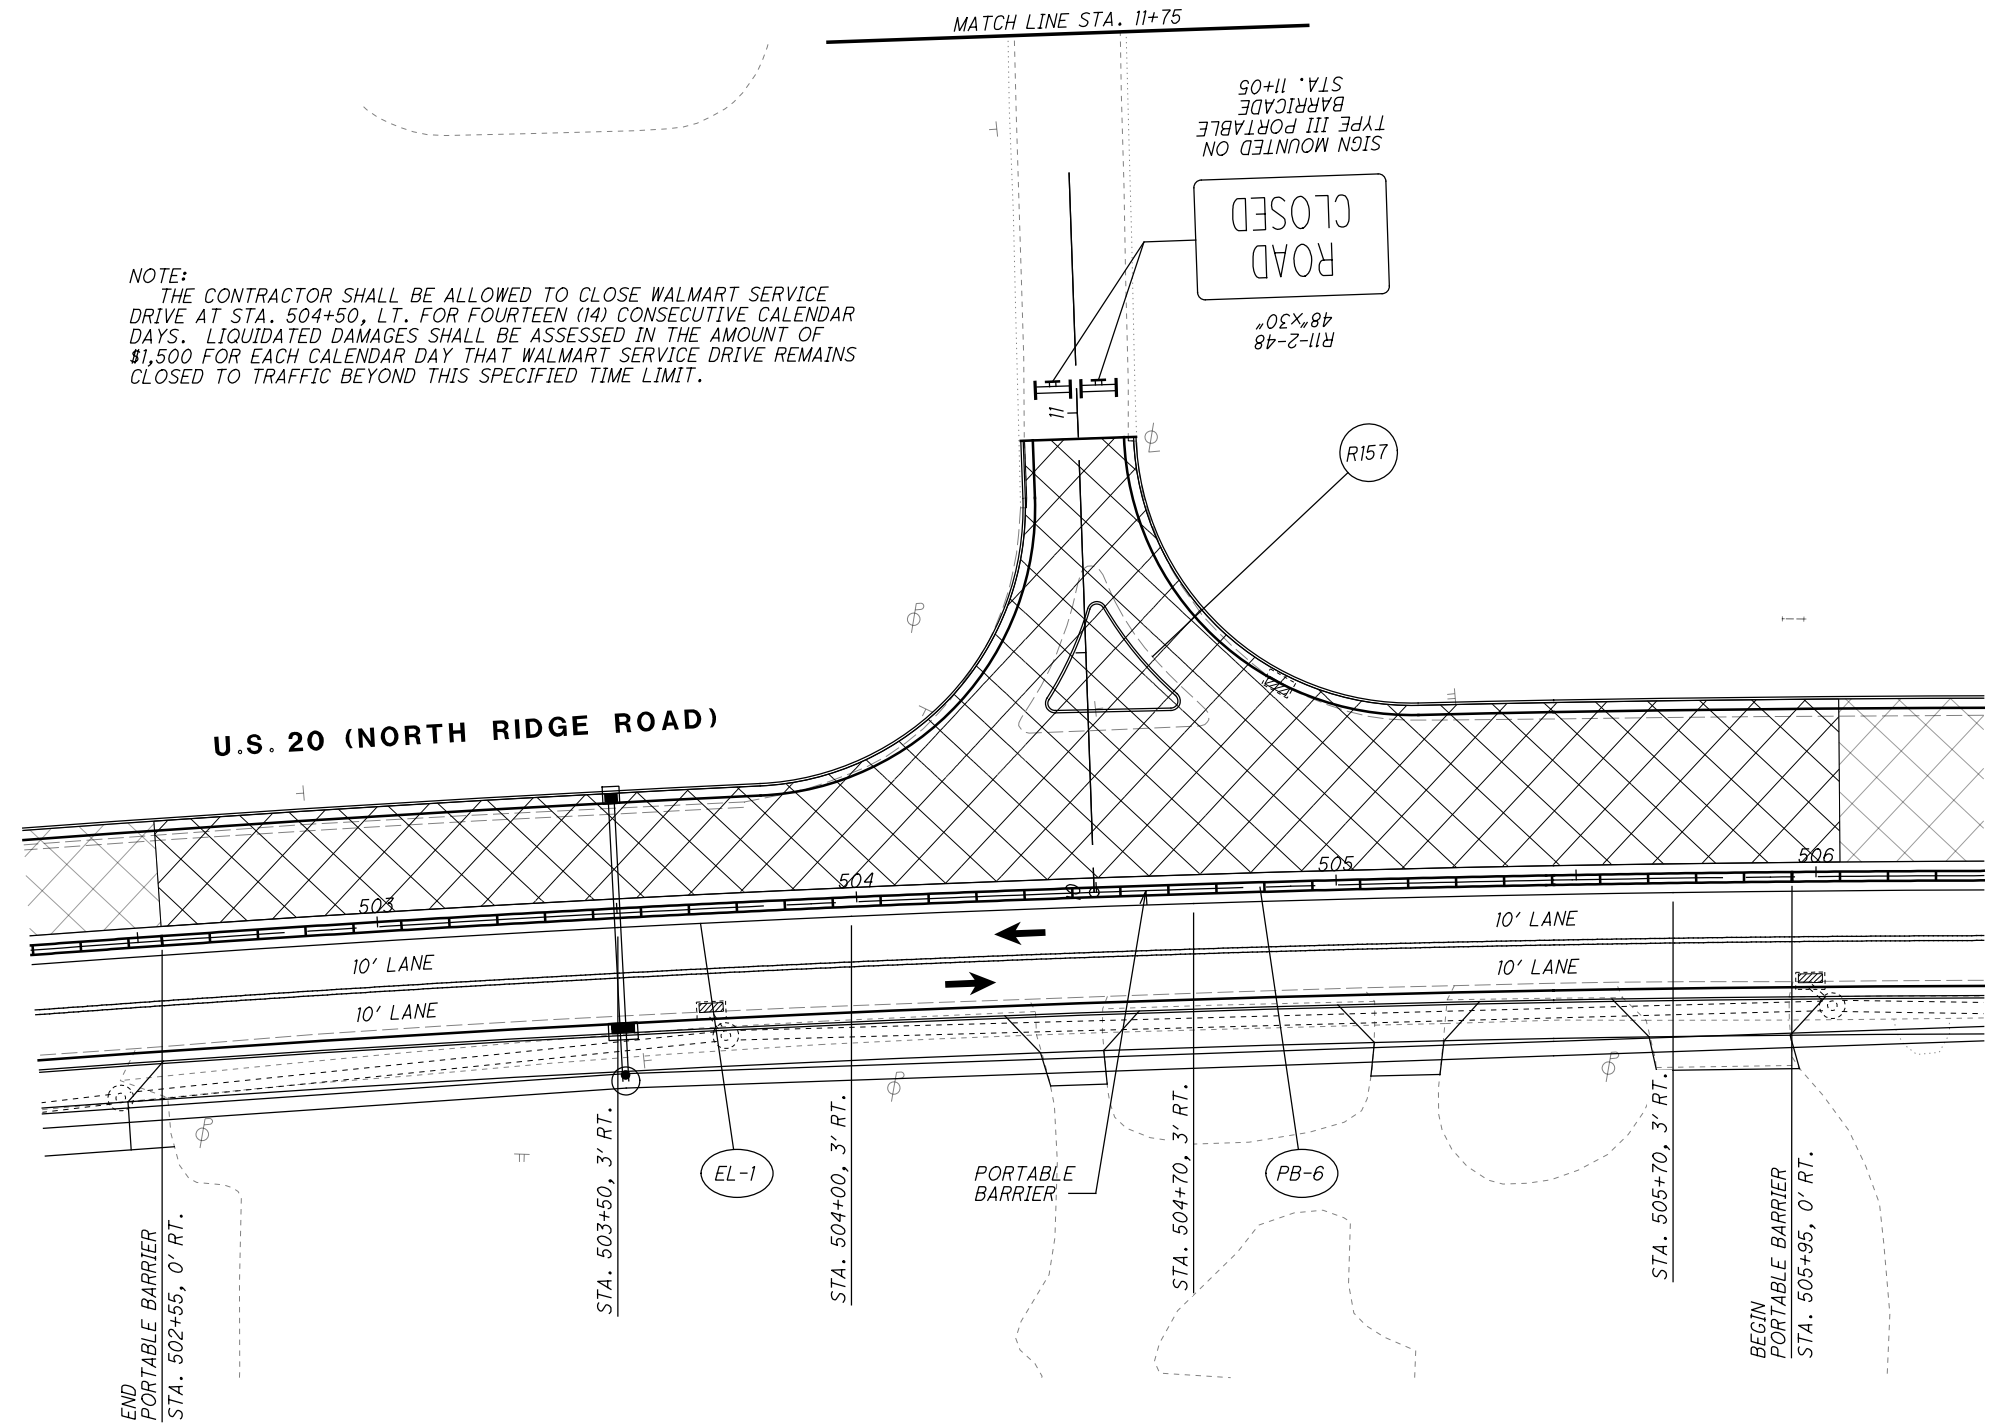 MATCH LINE STA. 11+75
SIGN MOUNTED ON
TYPE III PORTABLE
BARRICADE
STA. 11+05
ROAD
CLOSED
R11-2-48
48"x30"
NOTE:
THE CONTRACTOR SHALL BE ALLOWED TO CLOSE WALMART SERVICE
DRIVE AT STA. 504+50, LT. FOR FOURTEEN (14) CONSECUTIVE CALENDAR
DAYS. LIQUIDATED DAMAGES SHALL BE ASSESSED IN THE AMOUNT OF
$1,500 FOR EACH CALENDAR DAY THAT WALMART SERVICE DRIVE REMAINS
CLOSED TO TRAFFIC BEYOND THIS SPECIFIED TIME LIMIT.
11
R157
U.S. 20 (NORTH RIDGE ROAD)
503
504
505
506
10' LANE
10' LANE
10' LANE
10' LANE
EL-1
PORTABLE
BARRIER
PB-6
END
PORTABLE BARRIER
STA. 502+55, 0' RT.
STA. 503+50, 3' RT.
STA. 504+00, 3' RT.
STA. 504+70, 3' RT.
STA. 505+70, 3' RT.
BEGIN
PORTABLE BARRIER
STA. 505+95, 0' RT.